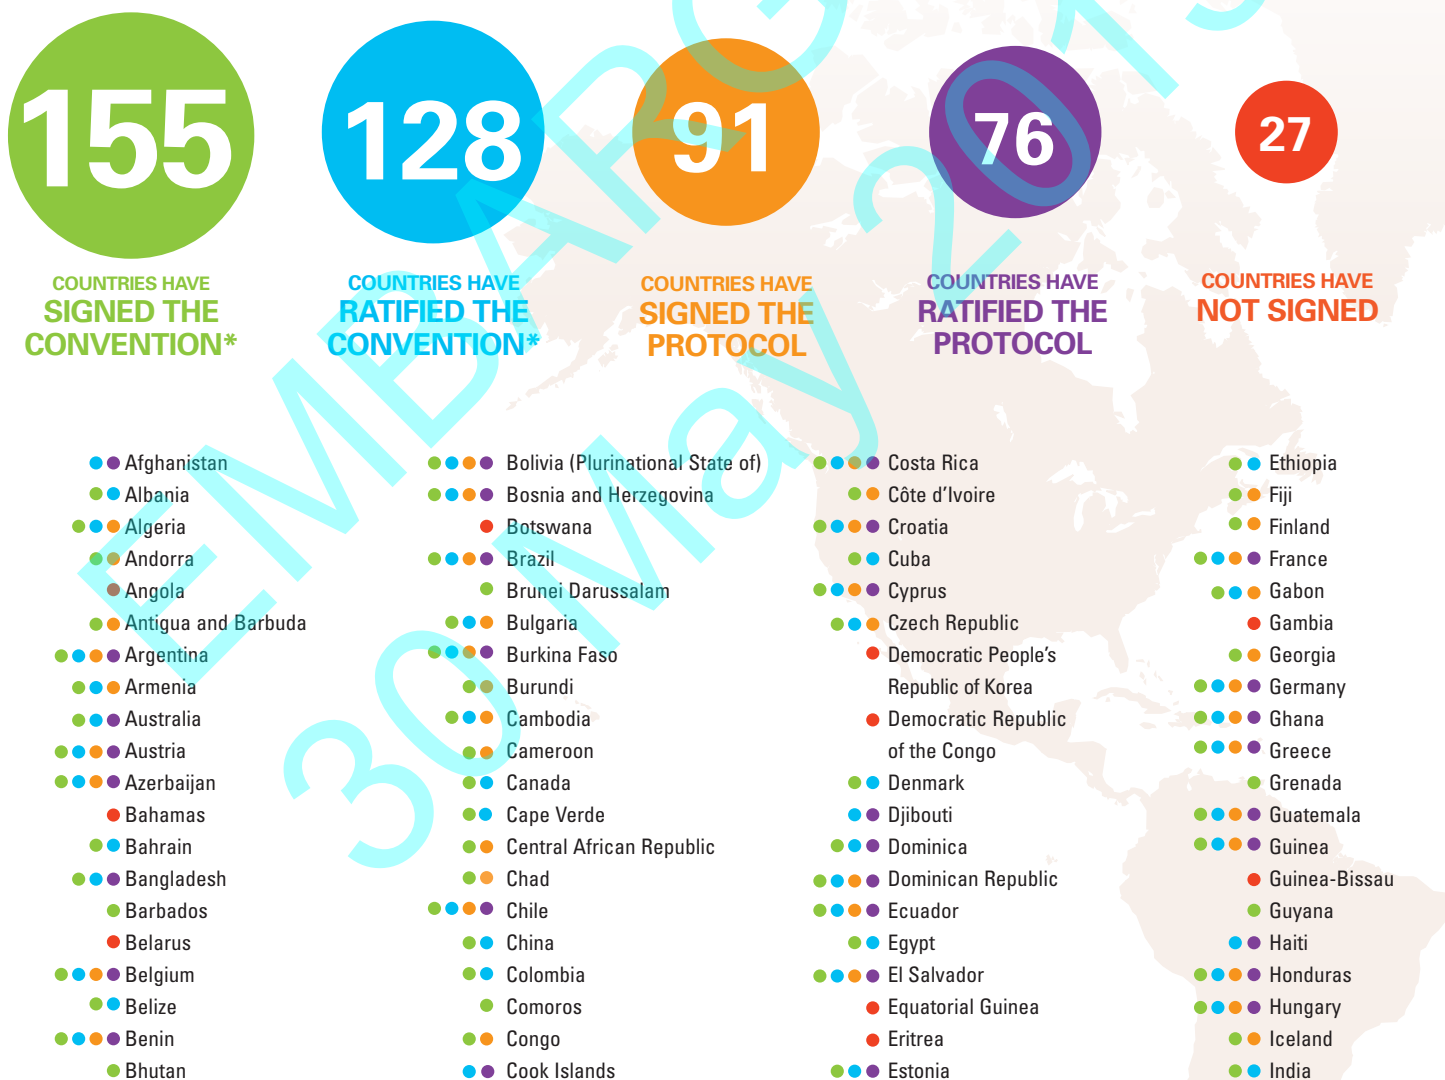 155
COUNTRIES HAVE
SIGNED THE
CONVENTION*
128
COUNTRIES HAVE
RATIFIED THE
CONVENTION*
91
COUNTRIES HAVE
SIGNED THE
PROTOCOL
76
COUNTRIES HAVE
RATIFIED THE
PROTOCOL
27
COUNTRIES HAVE
NOT SIGNED
Afghanistan
Albania
Algeria
Andorra
Angola
Antigua and Barbuda
Argentina
Armenia
Australia
Austria
Azerbaijan
Bahamas
Bahrain
Bangladesh
Barbados
Belarus
Belgium
Belize
Benin
Bhutan
Bolivia (Plurinational State of)
Bosnia and Herzegovina
Botswana
Brazil
Brunei Darussalam
Bulgaria
Burkina Faso
Burundi
Cambodia
Cameroon
Canada
Cape Verde
Central African Republic
Chad
Chile
China
Colombia
Comoros
Congo
Cook Islands
Costa Rica
Côte d'Ivoire
Croatia
Cuba
Cyprus
Czech Republic
Democratic People's
Republic of Korea
Democratic Republic
of the Congo
Denmark
Djibouti
Dominica
Dominican Republic
Ecuador
Egypt
El Salvador
Equatorial Guinea
Eritrea
Estonia
Ethiopia
Fiji
Finland
France
Gabon
Gambia
Georgia
Germany
Ghana
Greece
Grenada
Guatemala
Guinea
Guinea-Bissau
Guyana
Haiti
Honduras
Hungary
Iceland
India
30 May